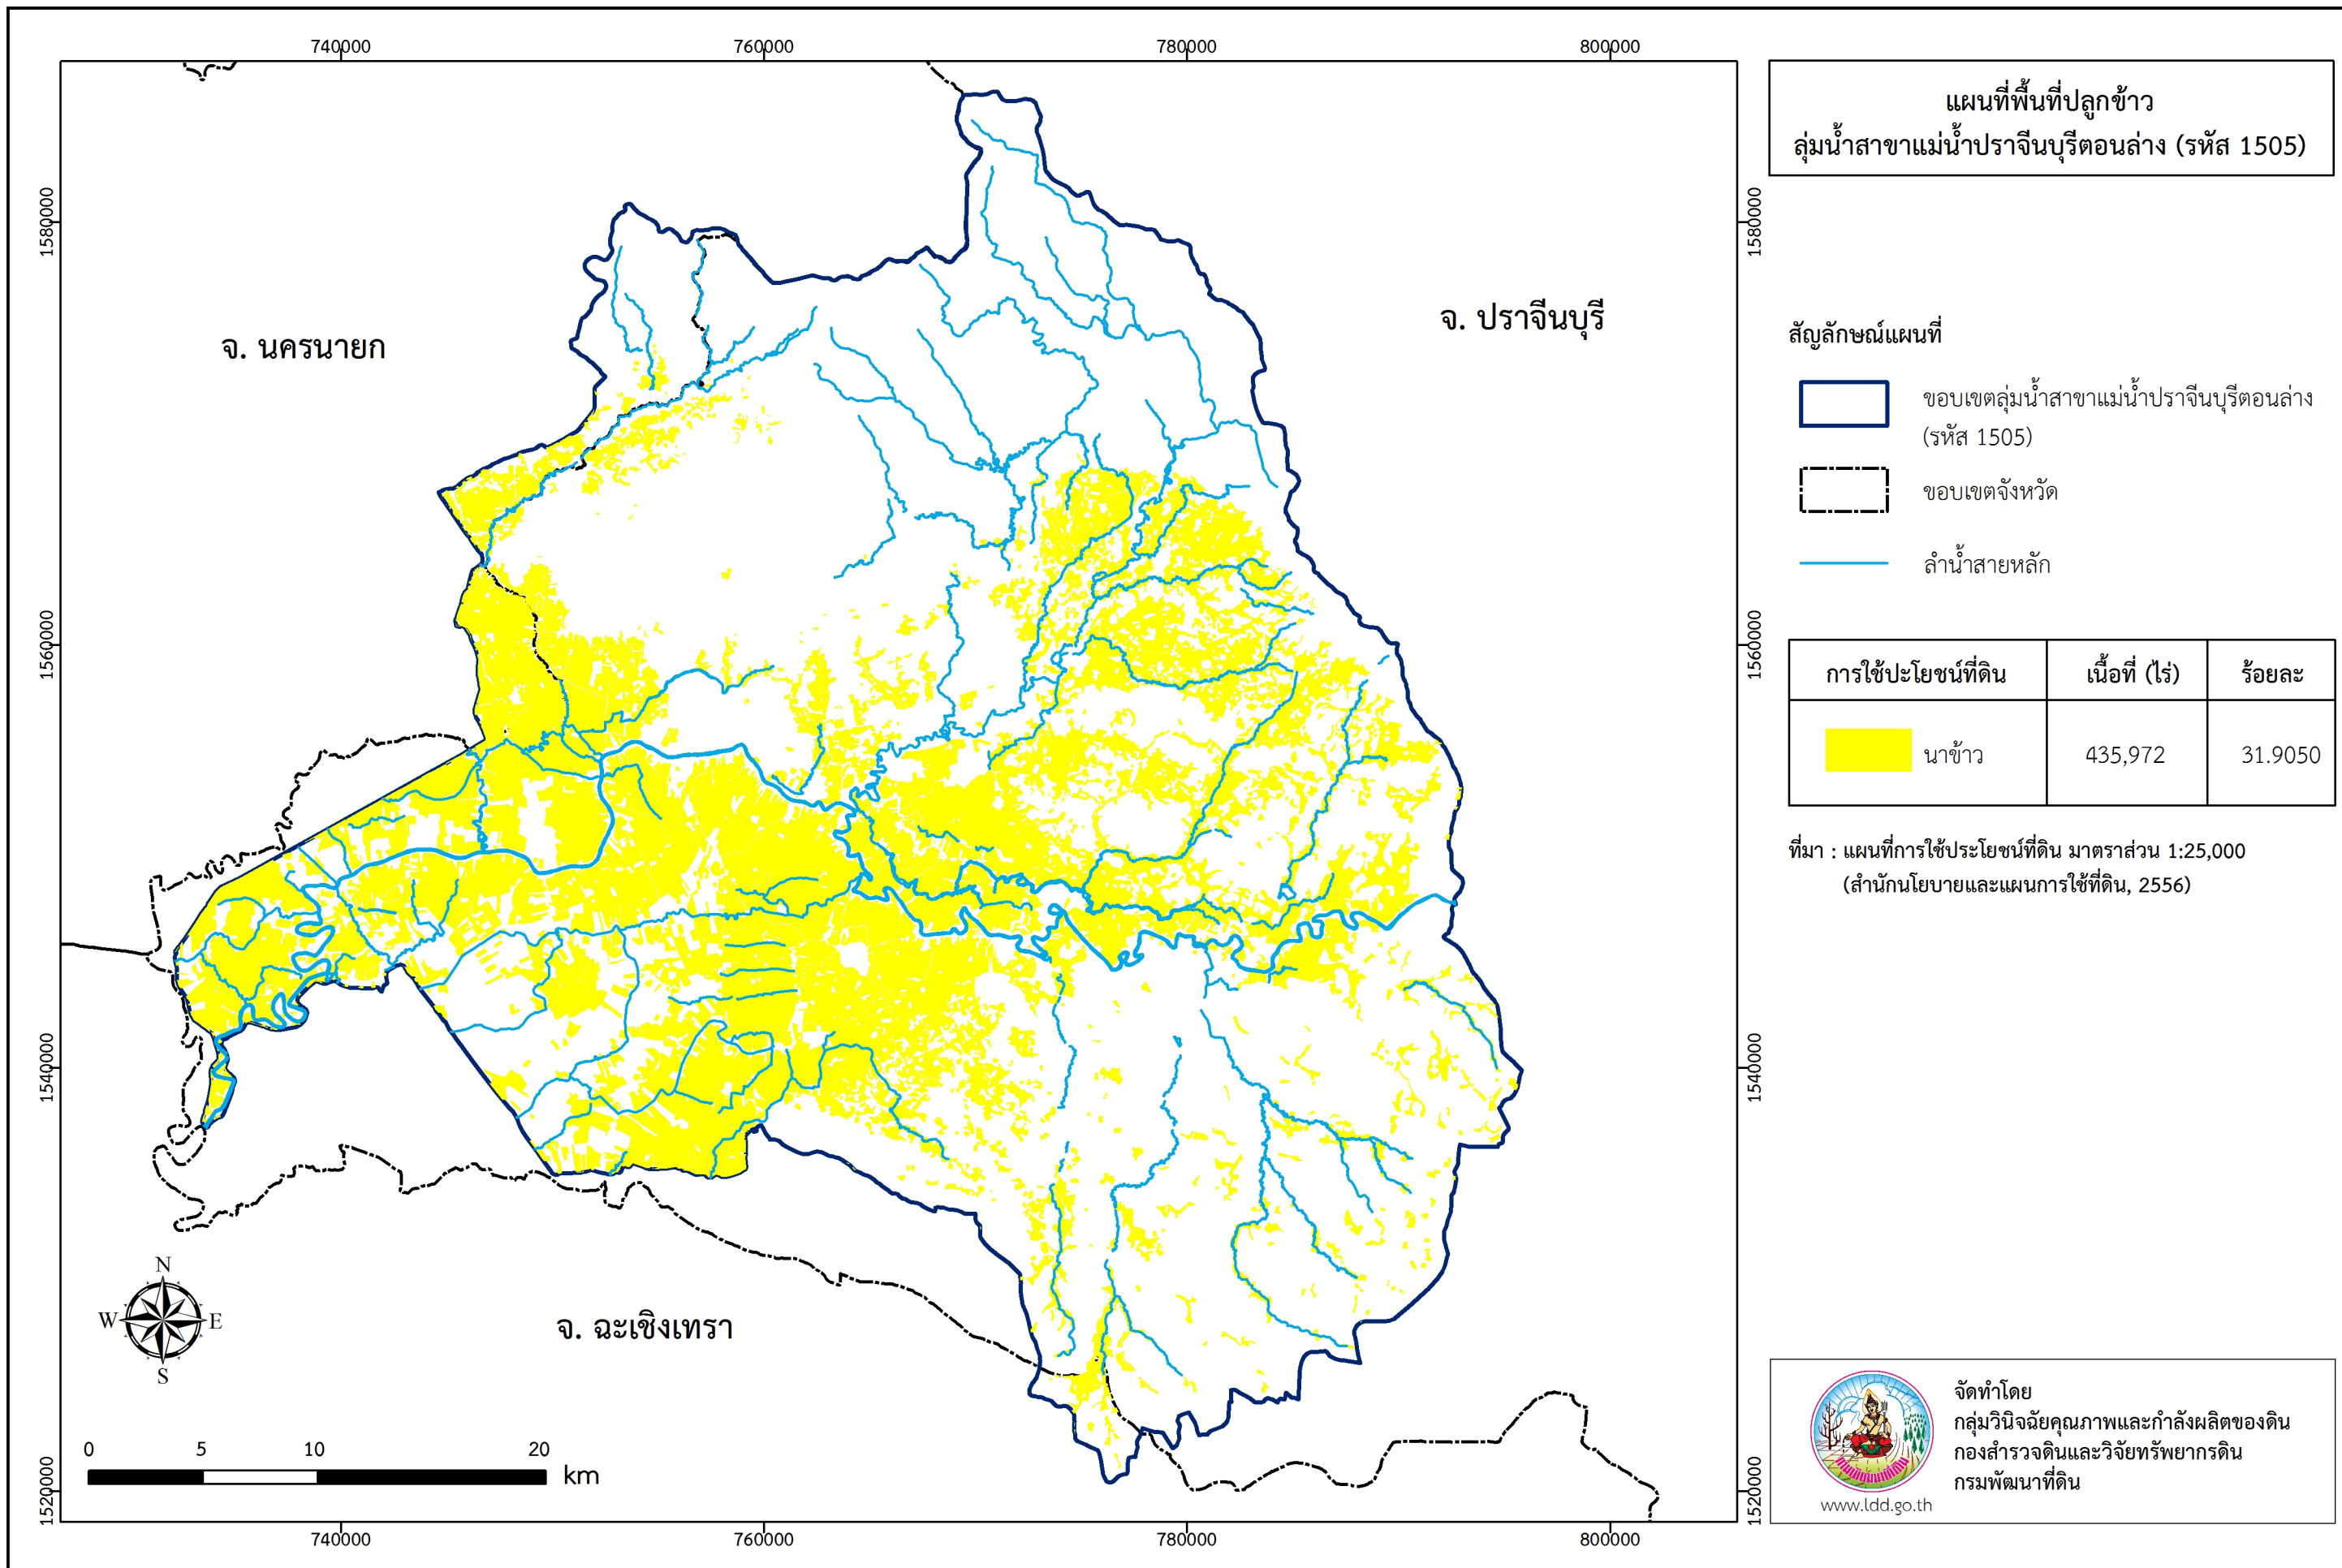 แผนที่พื้นที่ปลูกข้าว
ลุ่มน้ำสาขาแม่น้ำปราจีนบุรีตอนล่าง (รหัส 1505)
740000
760000
780000
800000
1580000
1560000
1540000
1520000
1580000
1560000
1540000
1520000
740000
760000
780000
800000
จ. นครนายก
จ. ปราจีนบุรี
จ. ฉะเชิงเทรา
N
W
E
S
0
5
10
20
km
สัญลักษณ์แผนที่
ขอบเขตลุ่มน้ำสาขาแม่น้ำปราจีนบุรีตอนล่าง
(รหัส 1505)
ขอบเขตจังหวัด
ลำน้ำสายหลัก
การใช้ประโยชน์ที่ดิน เนื้อที่ (ไร่) ร้อยละ
นาข้าว 435,972 31.9050
ที่มา : แผนที่การใช้ประโยชน์ที่ดิน มาตราส่วน 1:25,000
(สำนักนโยบายและแผนการใช้ที่ดิน, 2556)
จัดทำโดย
กลุ่มวินิจฉัยคุณภาพและกำลังผลิตของดิน
กองสำรวจดินและวิจัยทรัพยากรดิน
กรมพัฒนาที่ดิน
กรมพัฒนาที่ดิน
www.ldd.go.th